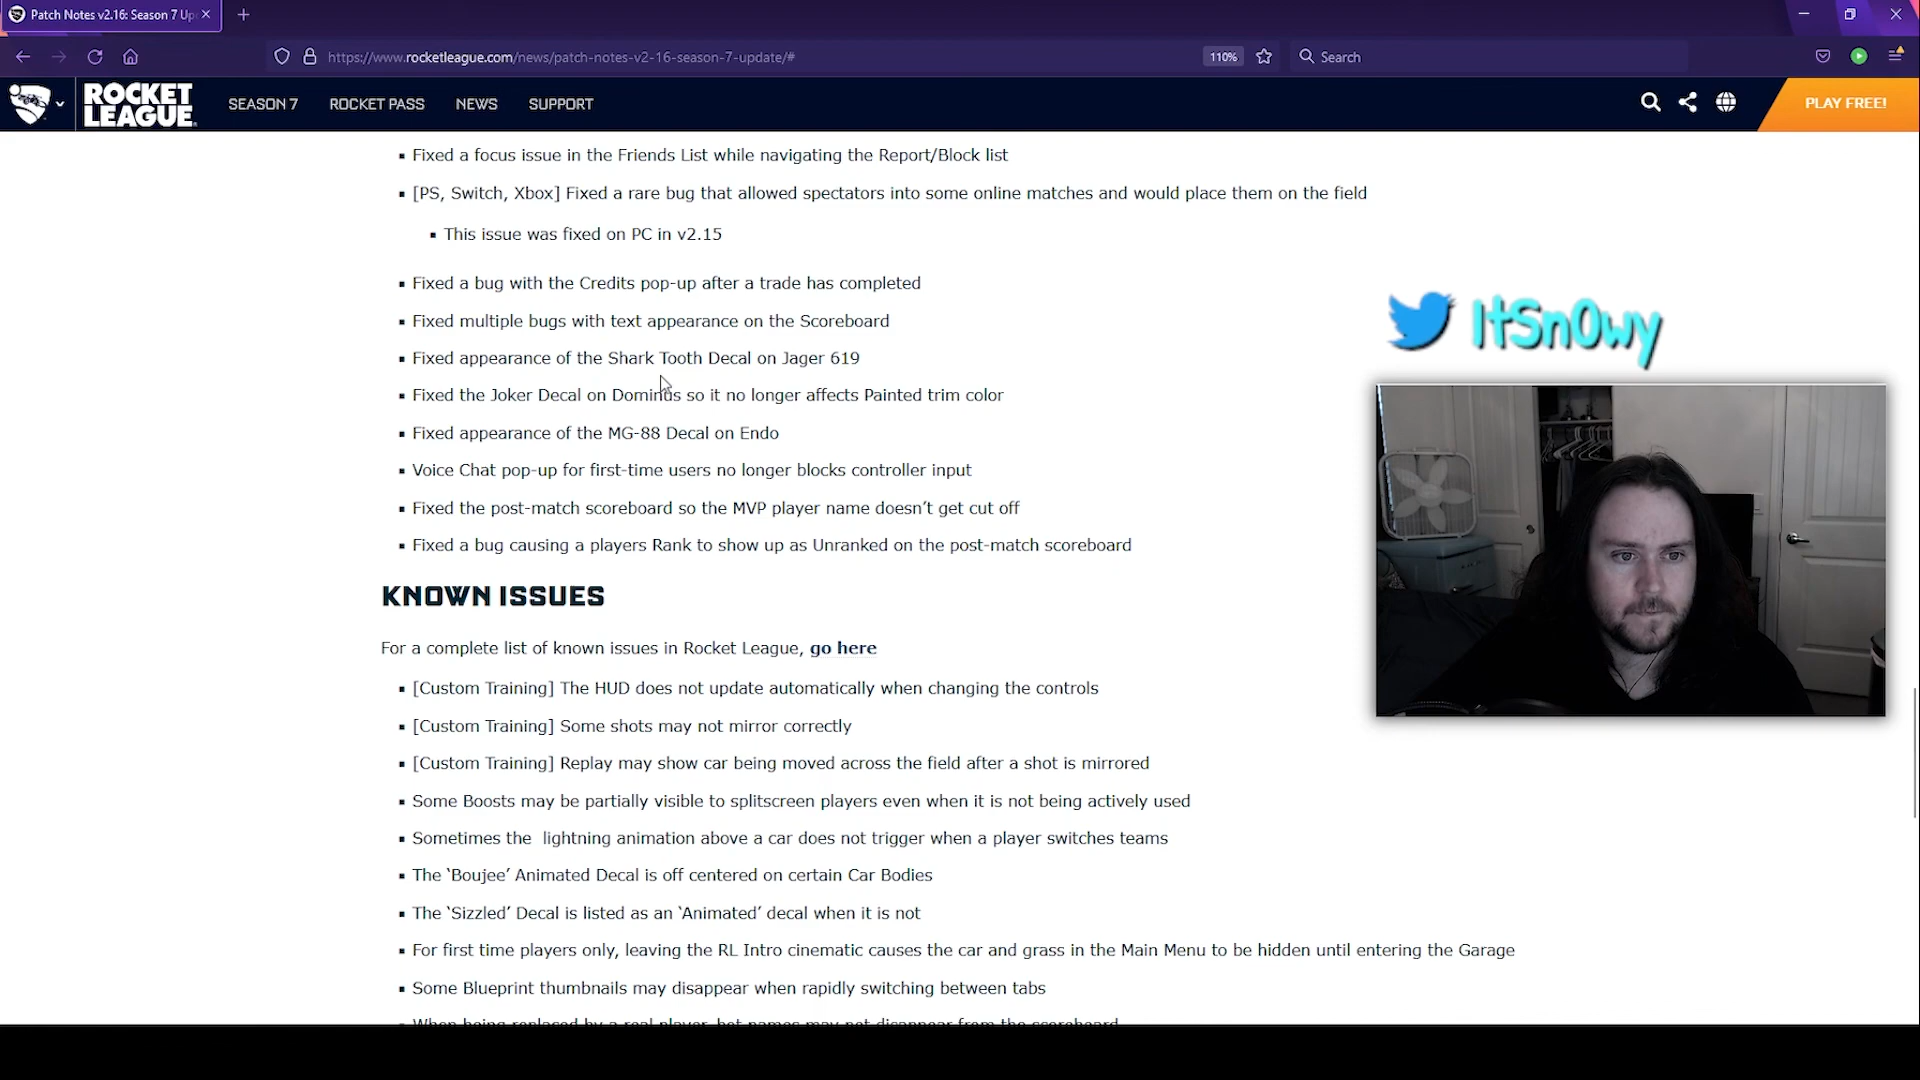 Patch Notes v2.16: Season 7 Up
https://www.rocketleague.com/news/patch-notes-v2-16-season-7-update/#
110%
Search
ROCKET LEAGUE
SEASON 7
ROCKET PASS
NEWS
SUPPORT
PLAY FREE!
Fixed a focus issue in the Friends List while navigating the Report/Block list
[PS, Switch, Xbox] Fixed a rare bug that allowed spectators into some online matches and would place them on the field
This issue was fixed on PC in v2.15
Fixed a bug with the Credits pop-up after a trade has completed
Fixed multiple bugs with text appearance on the Scoreboard
Fixed appearance of the Shark Tooth Decal on Jager 619
Fixed the Joker Decal on Dominus so it no longer affects Painted trim color
Fixed appearance of the MG-88 Decal on Endo
Voice Chat pop-up for first-time users no longer blocks controller input
Fixed the post-match scoreboard so the MVP player name doesn’t get cut off
Fixed a bug causing a players Rank to show up as Unranked on the post-match scoreboard
KNOWN ISSUES
For a complete list of known issues in Rocket League, go here
[Custom Training] The HUD does not update automatically when changing the controls
[Custom Training] Some shots may not mirror correctly
[Custom Training] Replay may show car being moved across the field after a shot is mirrored
Some Boosts may be partially visible to splitscreen players even when it is not being actively used
Sometimes the lightning animation above a car does not trigger when a player switches teams
The ‘Boujee’ Animated Decal is off centered on certain Car Bodies
The ‘Sizzled’ Decal is listed as an ‘Animated’ decal when it is not
For first time players only, leaving the RL Intro cinematic causes the car and grass in the Main Menu to be hidden until entering the Garage
Some Blueprint thumbnails may disappear when rapidly switching between tabs
When being replaced by a real player, bot names may not disappear from the scoreboard
ItSn0wy